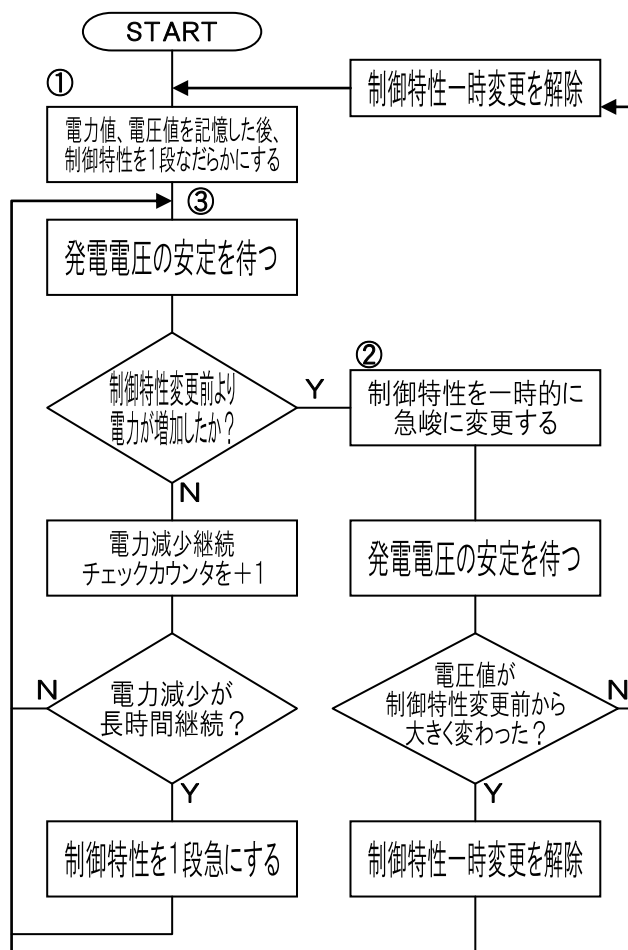 START
①
電力値、電圧値を記憶した後、
制御特性を1段なだらかにする
③
発電電圧の安定を待つ
制御特性変更前より
電力が増加したか?
Y
N
電力減少継続
チェックカウンタを+1
電力減少が
長時間継続?
N
Y
制御特性を1段急にする
制御特性一時変更を解除
②
制御特性を一時的に
急峻に変更する
発電電圧の安定を待つ
電圧値が
制御特性変更前から
大きく変わった?
N
Y
制御特性一時変更を解除